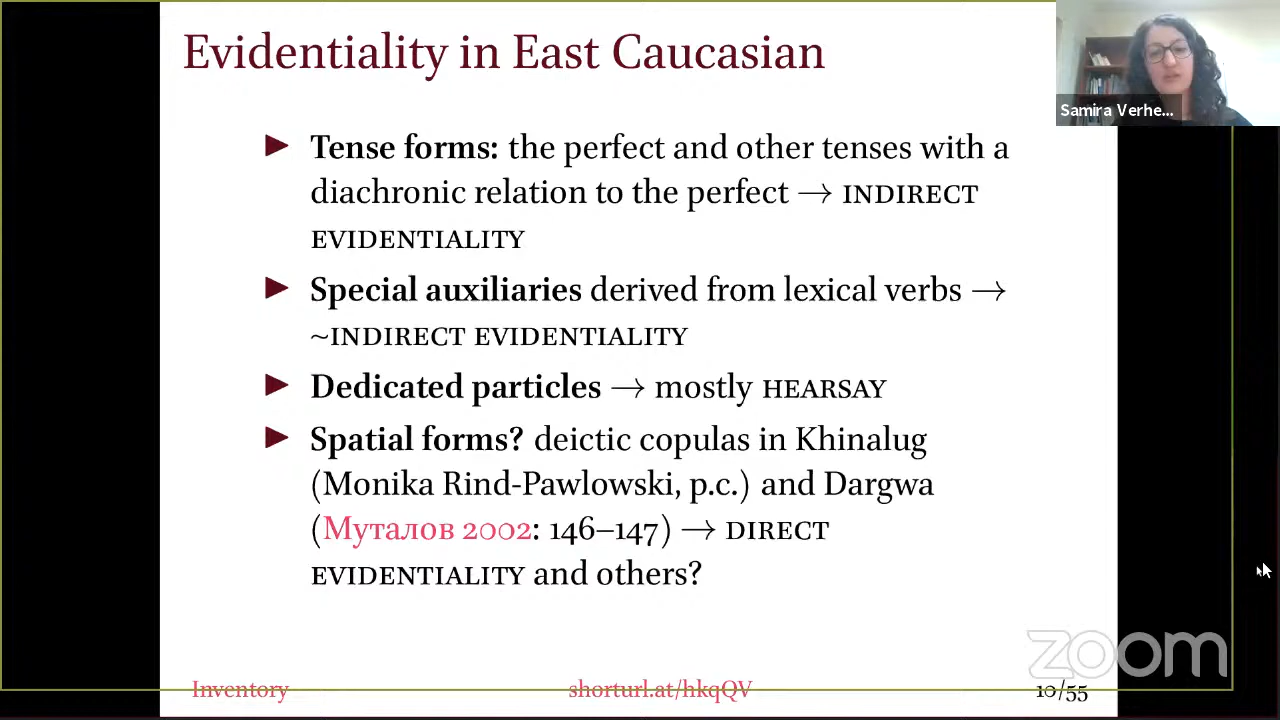 Evidentiality in East Caucasian
Samira Verhe...
Tense forms: the perfect and other tenses with a
diachronic relation to the perfect → INDIRECT
EVIDENTIALITY
Special auxiliaries derived from lexical verbs →
~INDIRECT EVIDENTIALITY
Dedicated particles → mostly HEARSAY
Spatial forms? deictic copulas in Khinalug
(Monika Rind-Pawlowski, p.c.) and Dargwa
(Муталов 2002: 146–147) → DIRECT
EVIDENTIALITY and others?
zoom
Inventory shorturl.at/hkqQV 10/55